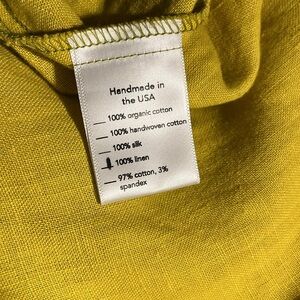 Handmade in
the USA
100% organic cotton
100% handwoven cotton
100% silk
100% linen
97% cotton, 3%
spandex